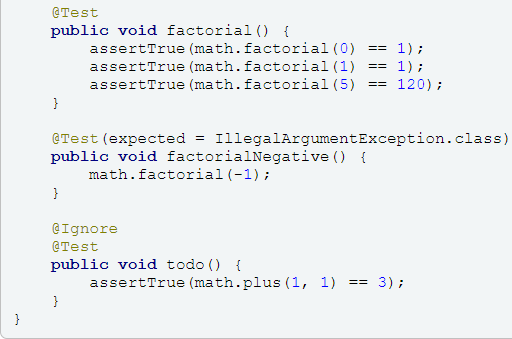 @Test
public void factorial() {
assertTrue(math.factorial(0) == 1);
assertTrue(math.factorial(1) == 1);
assertTrue(math.factorial(5) == 120);
}
@Test(expected = IllegalArgumentException.class)
public void factorialNegative() {
math.factorial(-1);
}
@Ignore
@Test
public void todo() {
assertTrue(math.plus(1, 1) == 3);
}
}